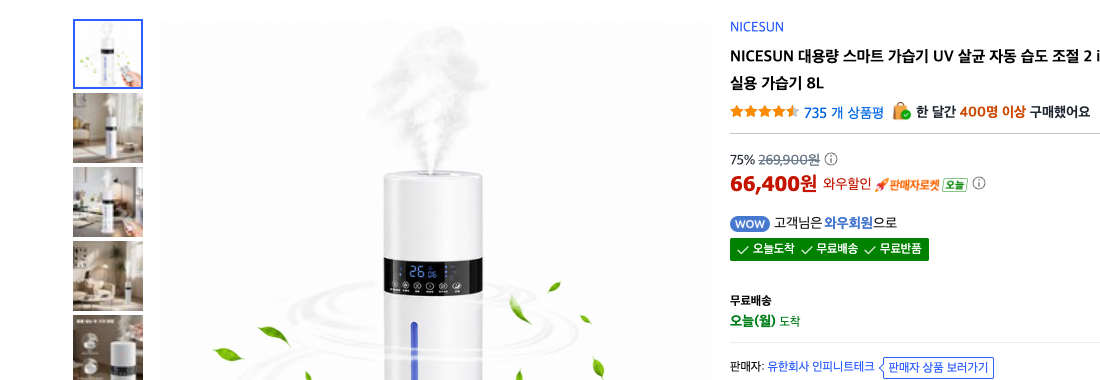 NICESUN
NICESUN 대용량 스마트 가습기 UV 살균 자동 습도 조절 2 i
실용 가습기 8L
735 개 상품평 한 달간 400명 이상 구매했어요
75% 269,900원
66,400원 와우할인 판매자로켓 오늘
WOW 고객님은 와우회원으로
오늘도착 무료배송 무료반품
26 06
무료배송
오늘(월) 도착
판매자: 유한회사 인피니트테크 판매자 상품 보러가기